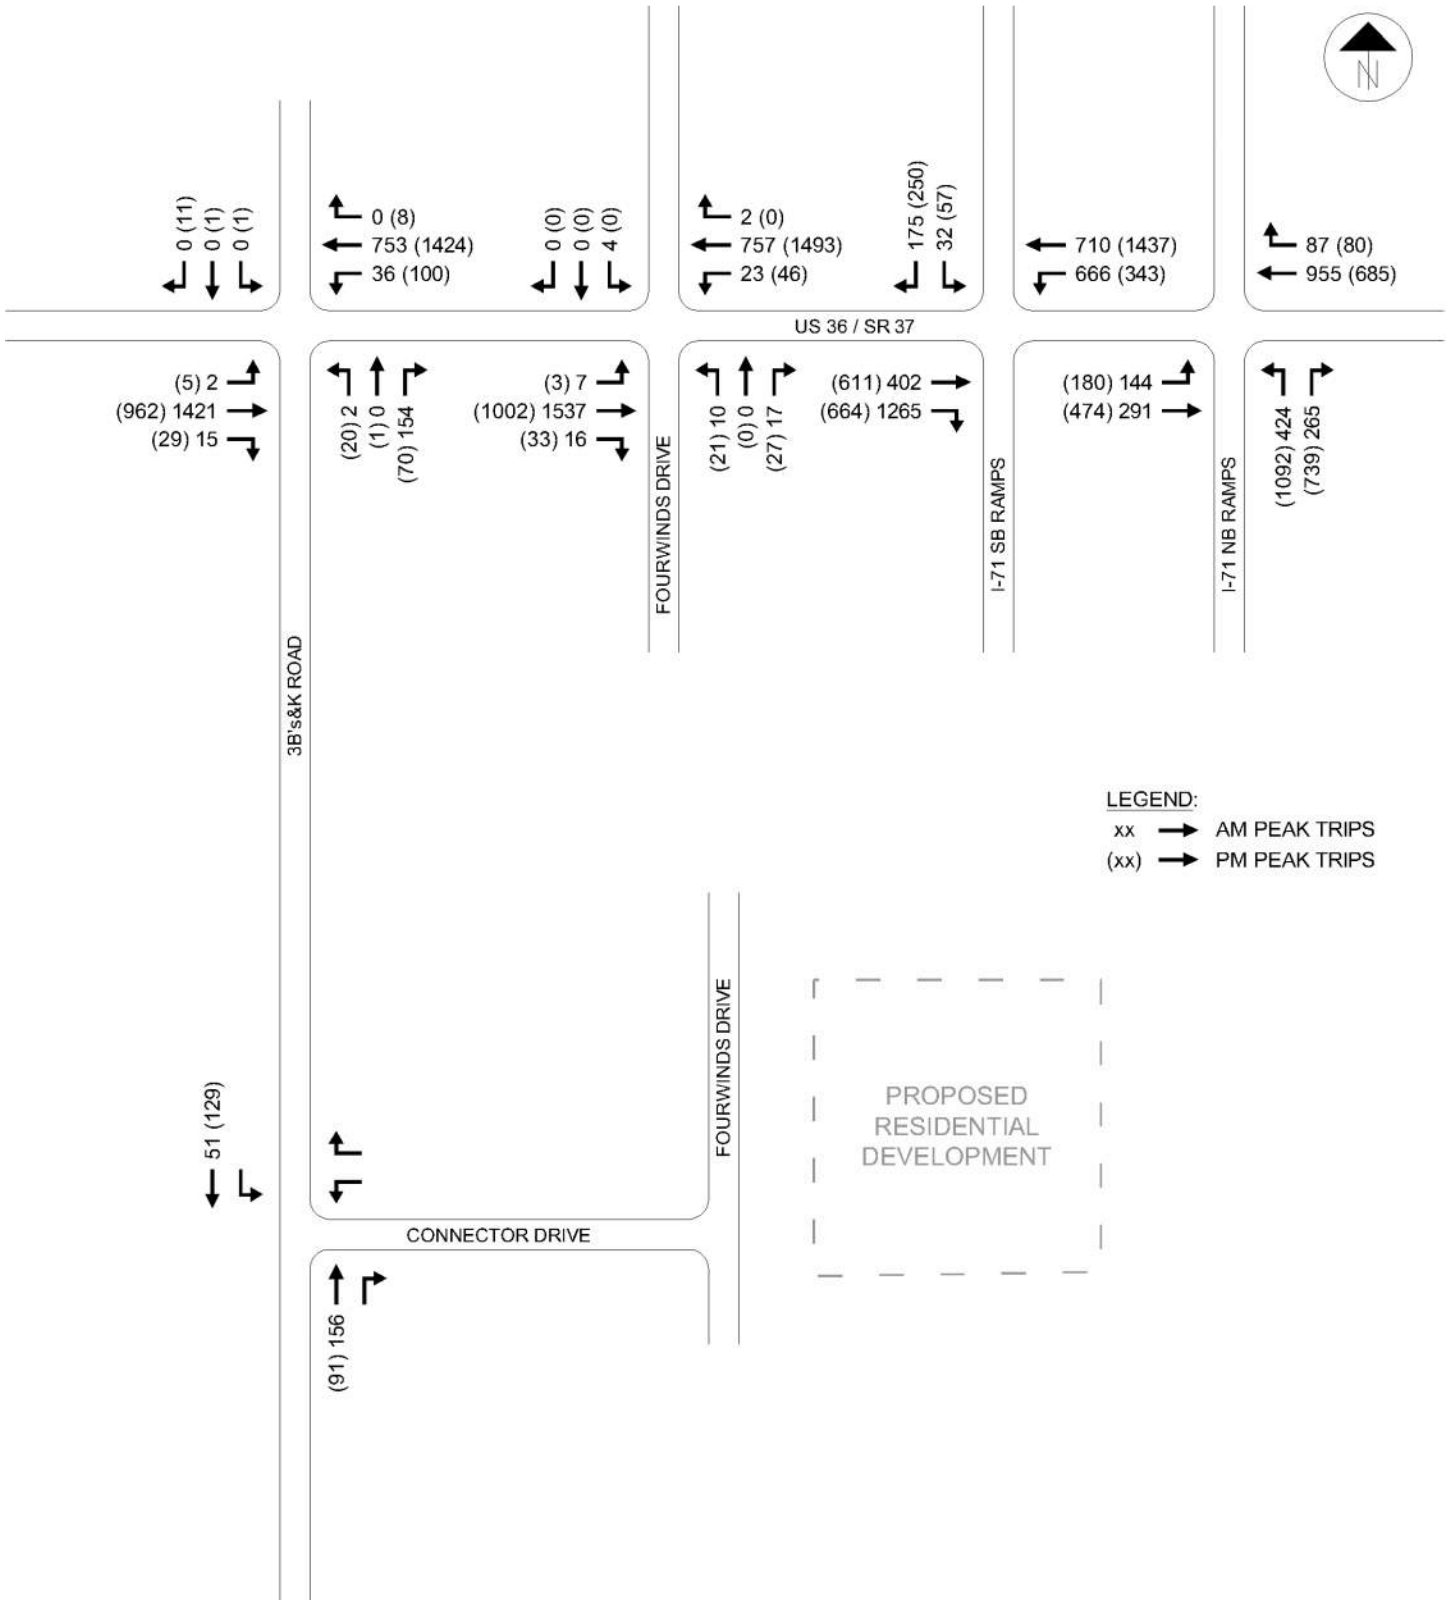 N
0 (11)
0 (1)
0 (1)
0 (8)
753 (1424)
36 (100)
0 (0)
0 (0)
4 (0)
2 (0)
757 (1493)
23 (46)
175 (250)
32 (57)
710 (1437)
666 (343)
87 (80)
955 (685)
US 36 / SR 37
(5) 2
(962) 1421
(29) 15
(20) 2
(1) 0
(70) 154
(3) 7
(1002) 1537
(33) 16
(21) 10
(0) 0
(27) 17
(611) 402
(664) 1265
(180) 144
(474) 291
(1092) 424
(739) 265
FOURWINDS DRIVE
I-71 SB RAMPS
I-71 NB RAMPS
3B's&K ROAD
LEGEND:
xx AM PEAK TRIPS
(xx) PM PEAK TRIPS
FOURWINDS DRIVE
PROPOSED
RESIDENTIAL
DEVELOPMENT
51 (129)
CONNECTOR DRIVE
(91) 156